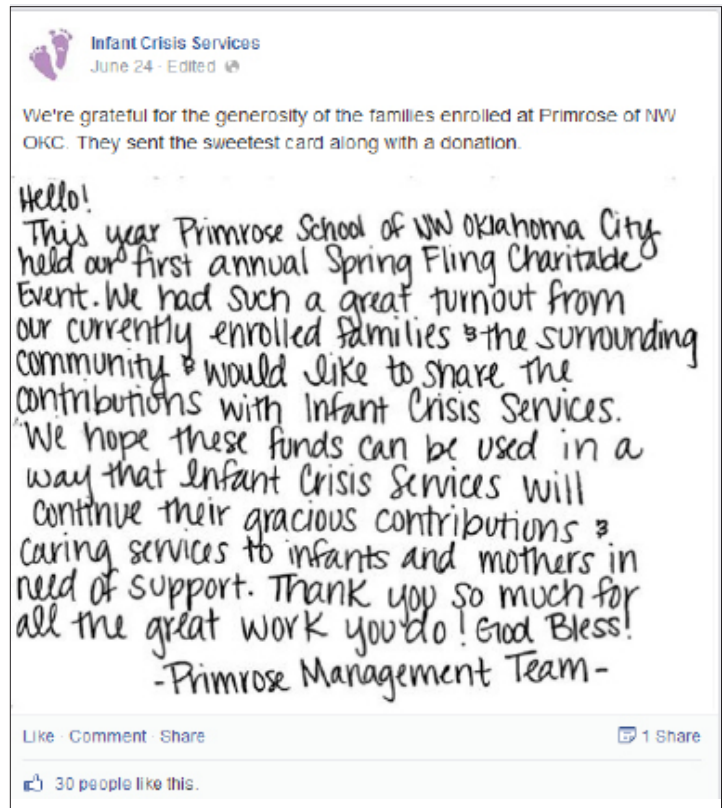 Infant Crisis Services
June 24 · Edited
We're grateful for the generosity of the families enrolled at Primrose of NW
OKC. They sent the sweetest card along with a donation.
Hello!
This year Primrose School of NW Oklahoma City
held our first annual Spring Fling Charitable
Event. We had such a great turnout from
our currently enrolled families & the surrounding
community & would like to share the
contributions with Infant Crisis Services.
We hope these funds can be used in a
way that Infant Crisis Services will
continue their gracious contributions &
caring services to infants and mothers in
need of support. Thank you so much for
all the great work you do! God Bless!
-Primrose Management Team-
Like · Comment · Share 1 Share
30 people like this.